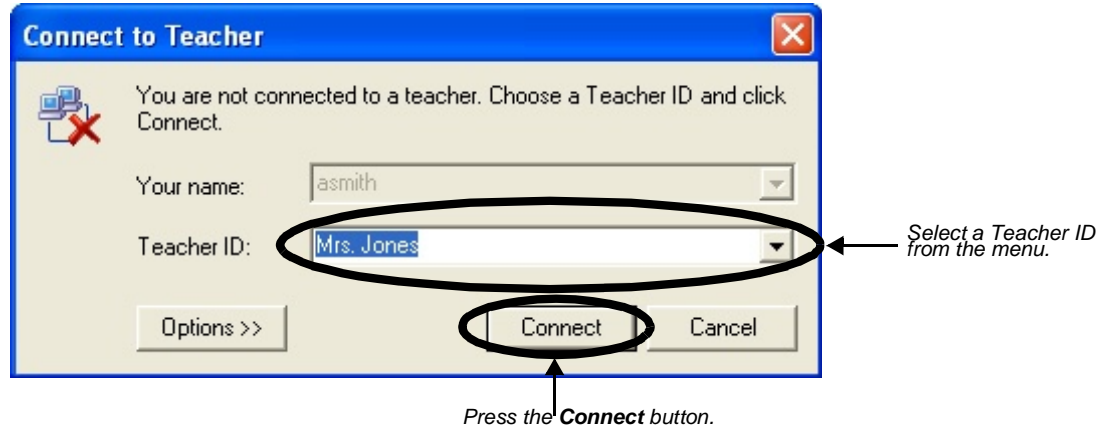 Connect to Teacher
You are not connected to a teacher. Choose a Teacher ID and click
Connect.
Your name: asmith
Teacher ID: Mrs. Jones
Select a Teacher ID
from the menu.
Options >> Connect Cancel
Press the Connect button.